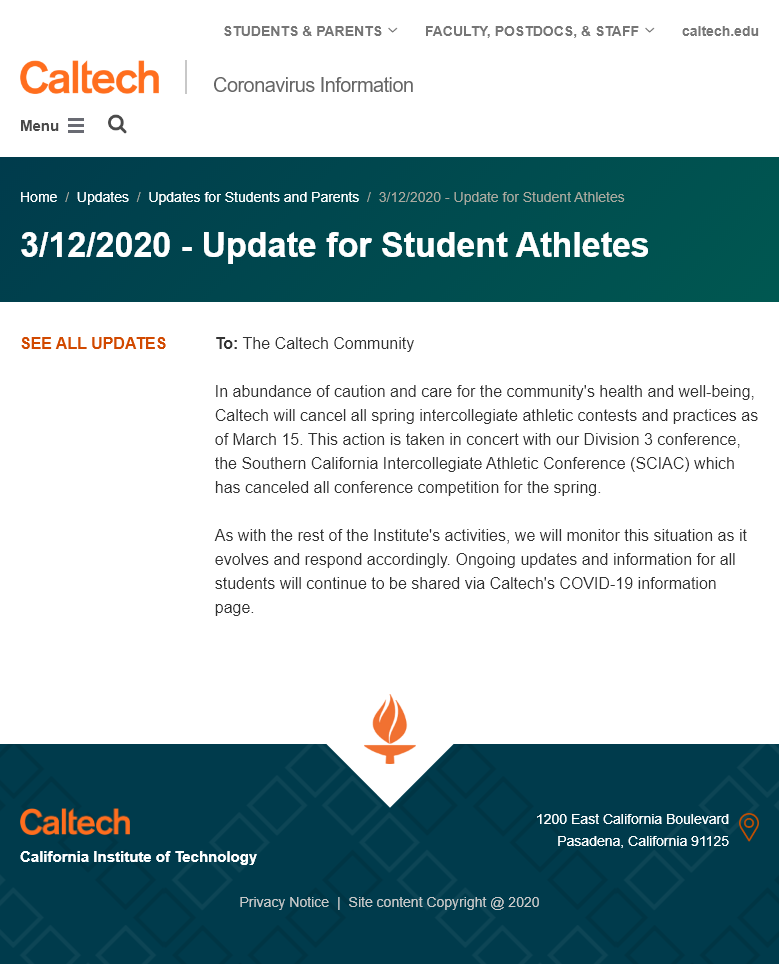 STUDENTS & PARENTS FACULTY, POSTDOCS, & STAFF caltech.edu
Caltech Coronavirus Information
Menu
Home / Updates / Updates for Students and Parents / 3/12/2020 - Update for Student Athletes
3/12/2020 - Update for Student Athletes
SEE ALL UPDATES
To: The Caltech Community
In abundance of caution and care for the community's health and well-being,
Caltech will cancel all spring intercollegiate athletic contests and practices as
of March 15. This action is taken in concert with our Division 3 conference,
the Southern California Intercollegiate Athletic Conference (SCIAC) which
has canceled all conference competition for the spring.
As with the rest of the Institute's activities, we will monitor this situation as it
evolves and respond accordingly. Ongoing updates and information for all
students will continue to be shared via Caltech's COVID-19 information
page.
Caltech
California Institute of Technology
1200 East California Boulevard
Pasadena, California 91125
Privacy Notice | Site content Copyright @ 2020